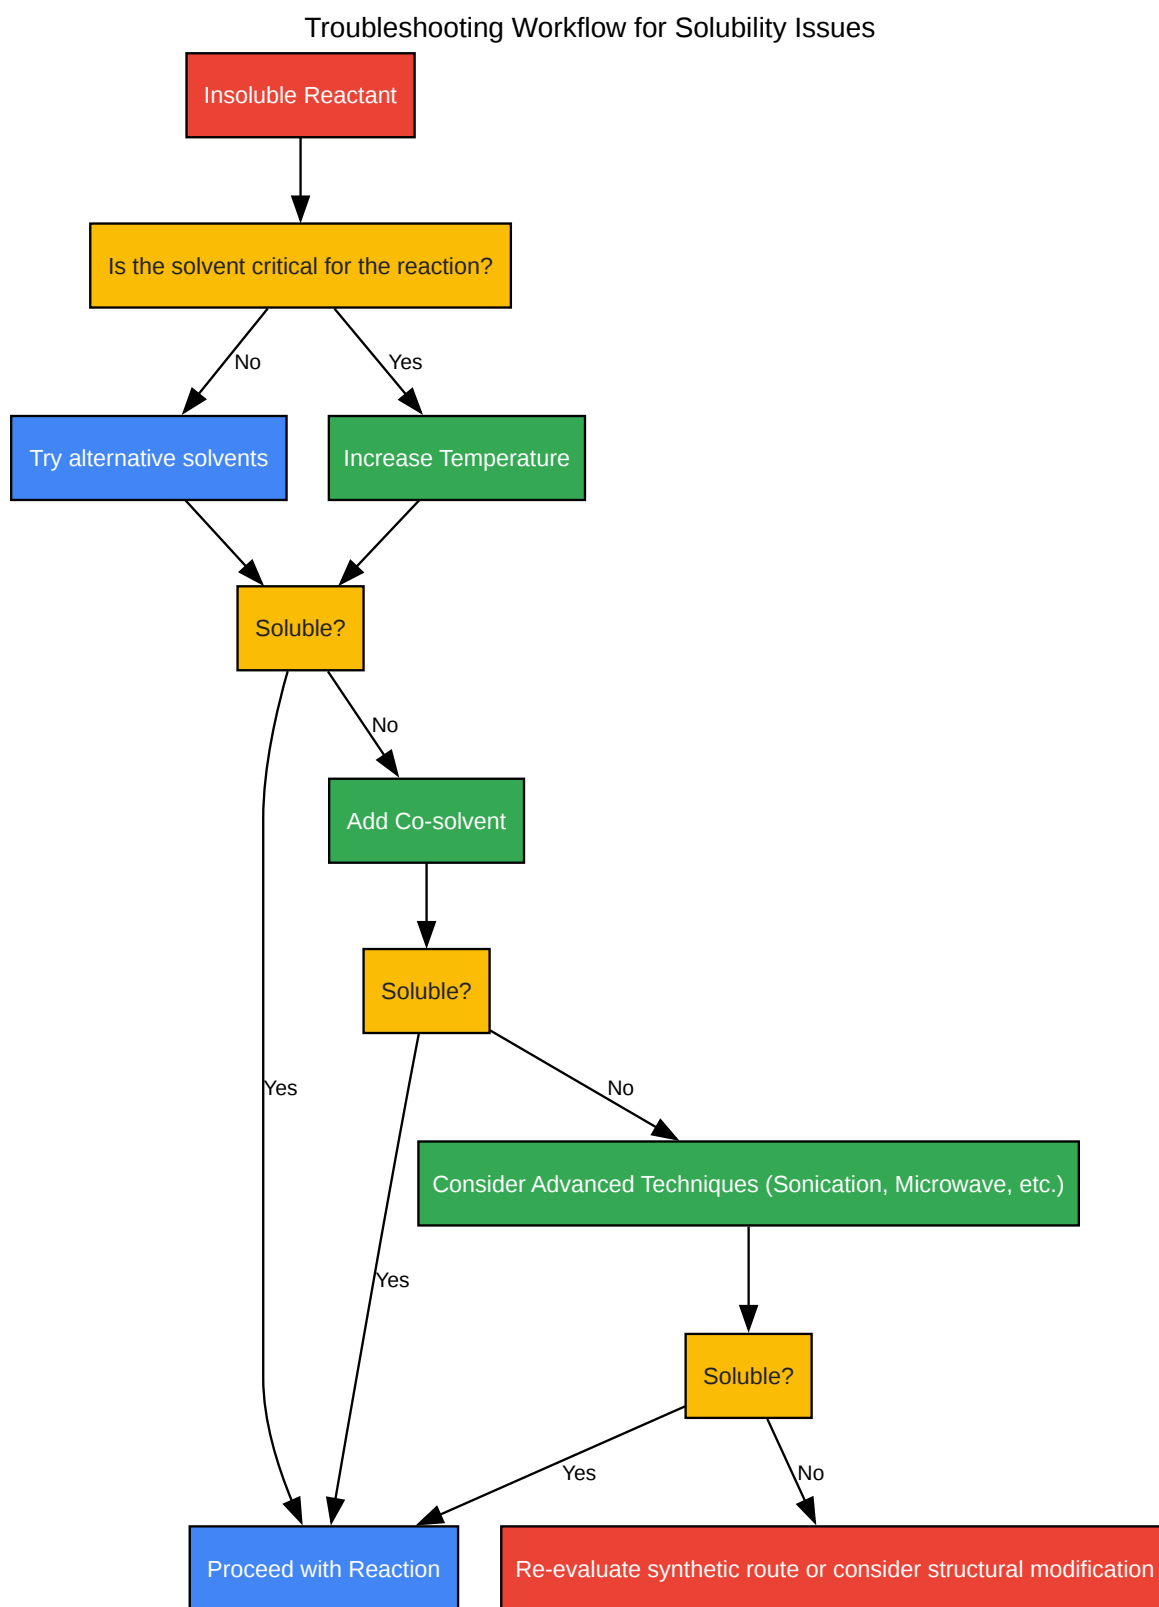 Troubleshooting Workflow for Solubility Issues
Insoluble Reactant
Is the solvent critical for the reaction?
No
Yes
Try alternative solvents
Increase Temperature
Soluble?
No
Add Co-solvent
Soluble?
Yes
No
Consider Advanced Techniques (Sonication, Microwave, etc.)
Yes
Soluble?
Yes
No
Proceed with Reaction
Re-evaluate synthetic route or consider structural modification